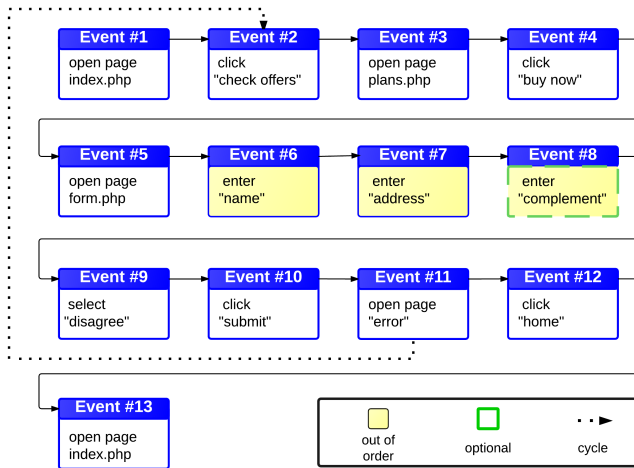 Event #1
open page
index.php
Event #2
click
"check offers"
Event #3
open page
plans.php
Event #4
click
"buy now"
Event #5
open page
form.php
Event #6
enter
"name"
Event #7
enter
"address"
Event #8
enter
"complement"
Event #9
select
"disagree"
Event #10
click
"submit"
Event #11
open page
"error"
Event #12
click
"home"
Event #13
open page
index.php
out of
order
optional
cycle